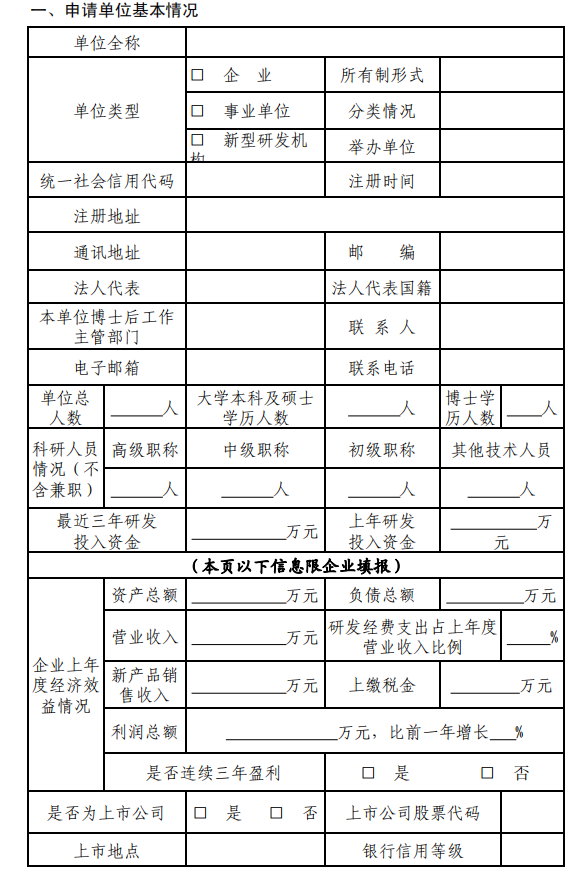 一、申请单位基本情况
单位全称
单位类型
□ 企 业
所有制形式
□ 事业单位
分类情况
□ 新型研发机
构
举办单位
统一社会信用代码
注册时间
注册地址
通讯地址
邮 编
法人代表
法人代表国籍
本单位博士后工作
主管部门
联 系 人
电子邮箱
联系电话
单位总
人数
______人
大学本科及硕士
学历人数
______人
博士学
历人数
____人
科研人员
情况（不
含兼职）
高级职称
中级职称
初级职称
其他技术人员
______人
______人
______人
______人
最近三年研发
投入资金
___________万元
上年研发
投入资金
__________万
元
（本页以下信息限企业填报）
企业上年
度经济效
益情况
资产总额
___________万元
负债总额
_________万元
营业收入
___________万元
研发经费支出占上年度
营业收入比例
_____%
新产品销
售收入
___________万元
上缴税金
________万元
利润总额
_____________万元，比前一年增长___%
是否连续三年盈利
□ 是 □ 否
是否为上市公司
□ 是 □ 否
上市公司股票代码
上市地点
银行信用等级